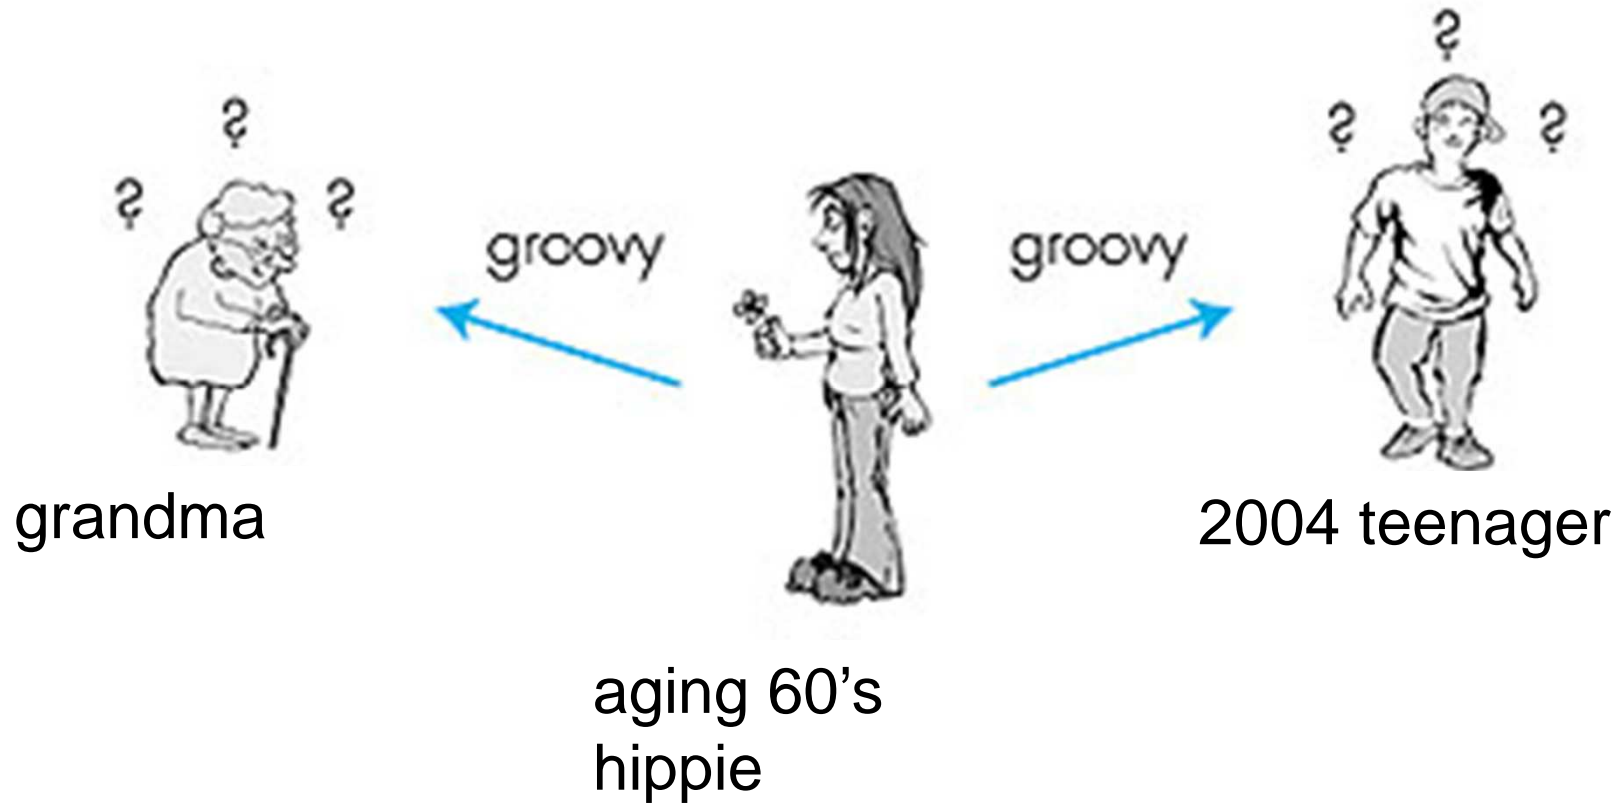 ?
? ?
?
? ?
groovy
groovy
grandma
2004 teenager
aging 60’s
hippie